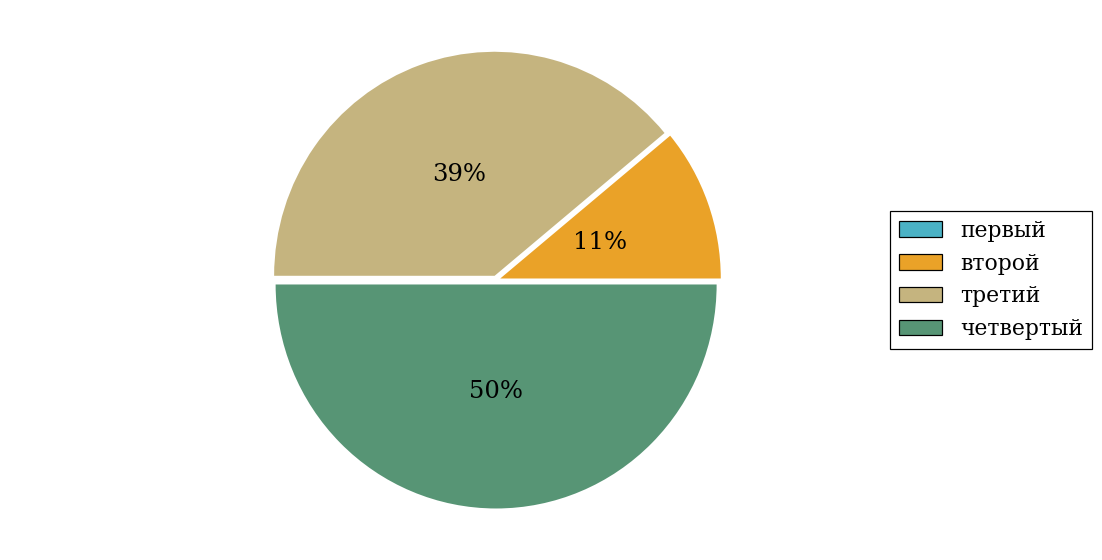 39%
11%
50%
первый
второй
третий
четвертый